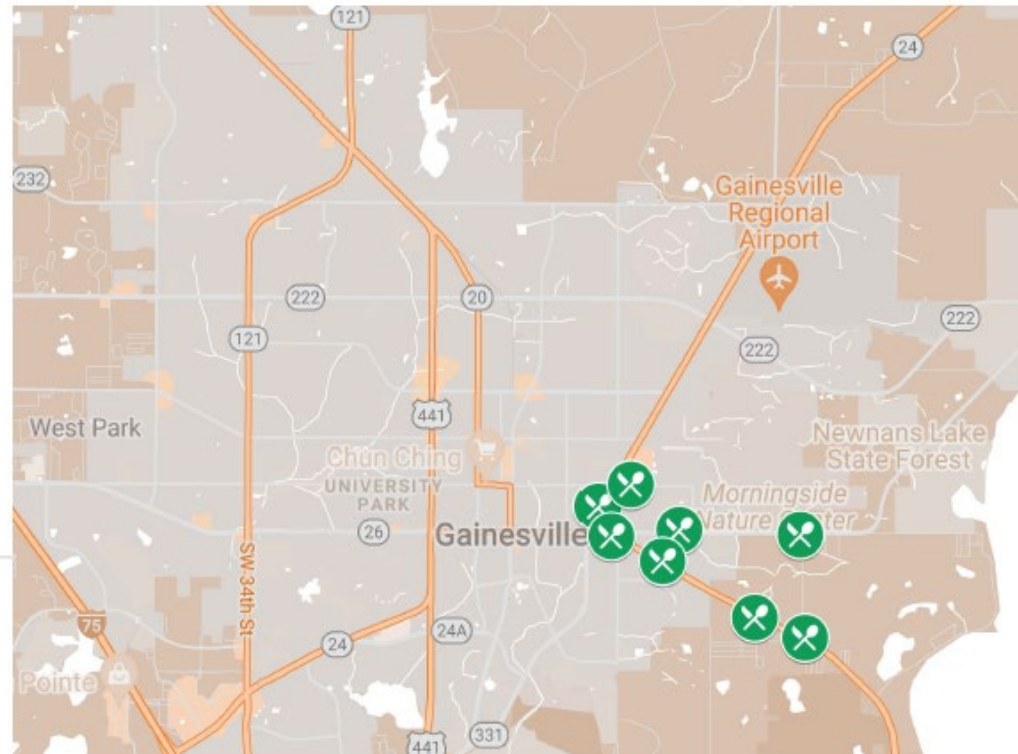 121
24
232
Gainesville
Regional
Airport
222
20
222
121
222
441
West Park
Newnans Lake
State Forest
Chun Ching
UNIVERSITY
PARK
Morningside
Nature Center
26
Gainesville
SW 34th St
75
24A
24
Pointe
331
441